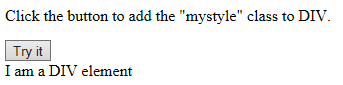 Click the button to add the "mystyle" class to DIV.
Try it
I am a DIV element